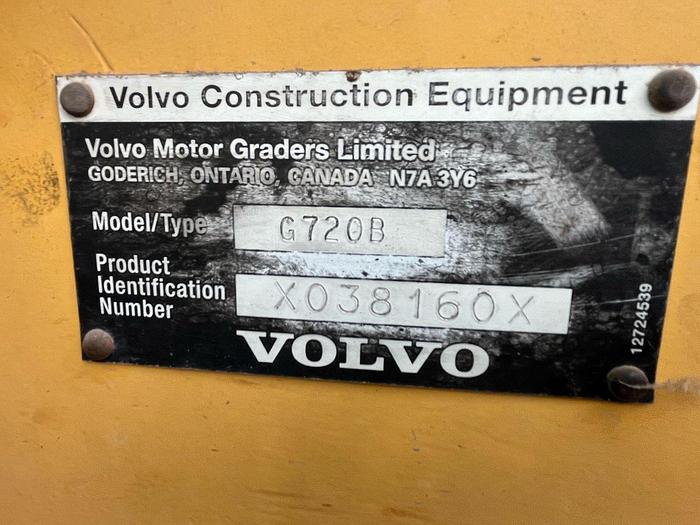 Volvo Construction Equipment
Volvo Motor Graders Limited
GODERICH, ONTARIO, CANADA N7A 3Y6
Model/Type G720B
Product
Identification
Number X038160X
VOLVO
12724539